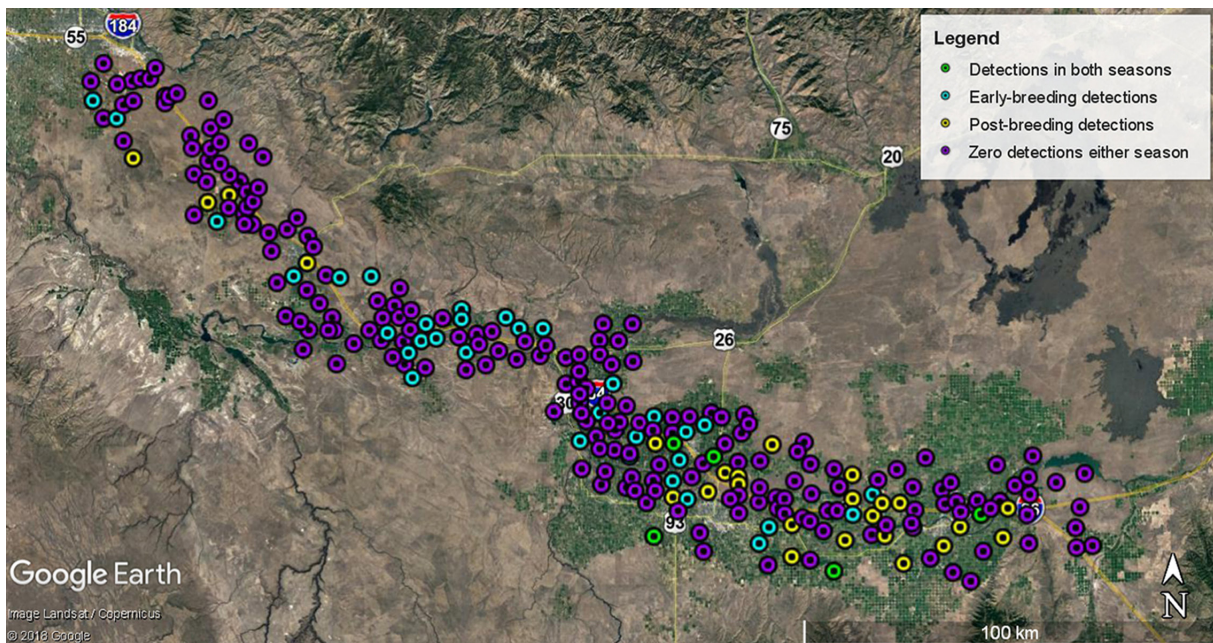 184
55
Legend
Detections in both seasons
Early-breeding detections
Post-breeding detections
Zero detections either season
75
20
26
30
93
Google Earth
Image Landsat / Copernicus
© 2018 Google
N
100 km